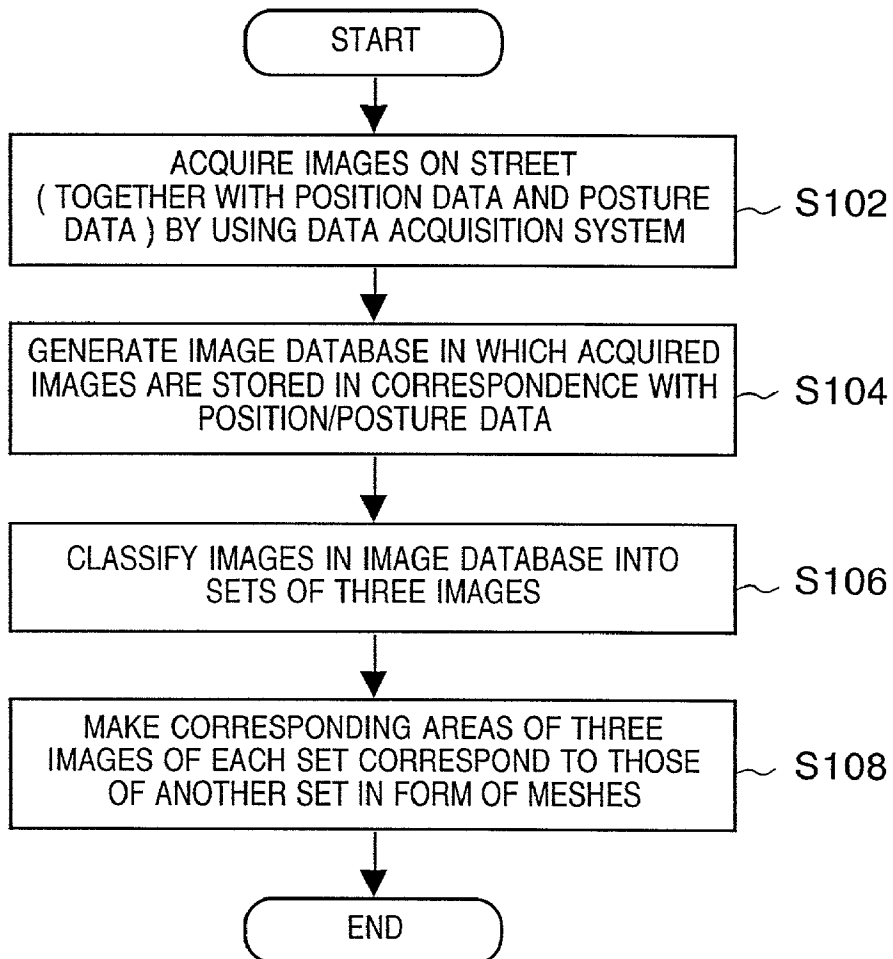 START
ACQUIRE IMAGES ON STREET
( TOGETHER WITH POSITION DATA AND POSTURE
DATA ) BY USING DATA ACQUISITION SYSTEM
S102
GENERATE IMAGE DATABASE IN WHICH ACQUIRED
IMAGES ARE STORED IN CORRESPONDENCE WITH
POSITION/POSTURE DATA
S104
CLASSIFY IMAGES IN IMAGE DATABASE INTO
SETS OF THREE IMAGES
S106
MAKE CORRESPONDING AREAS OF THREE
IMAGES OF EACH SET CORRESPOND TO THOSE
OF ANOTHER SET IN FORM OF MESHES
S108
END